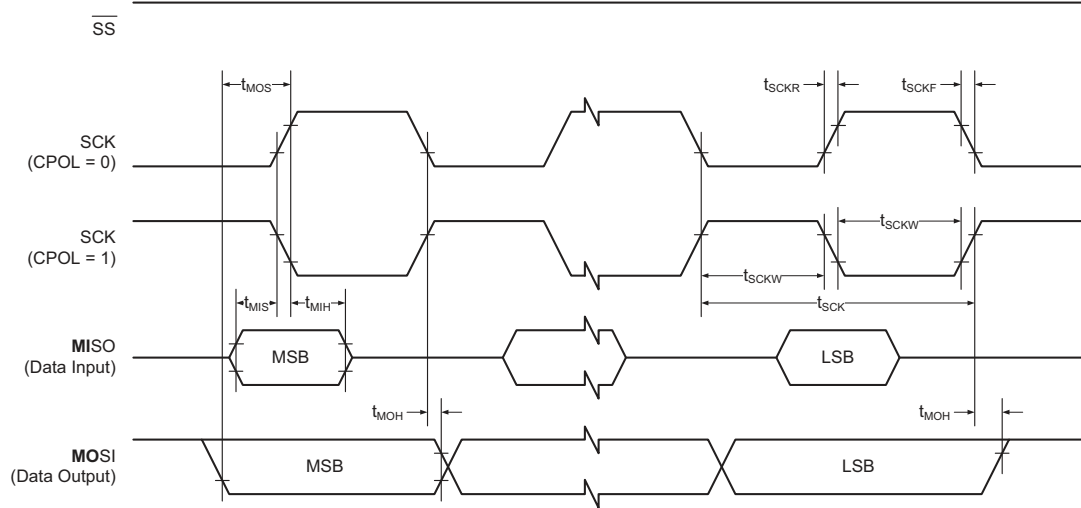 SS
tMOS
tSCKR
tSCKF
SCK
(CPOL = 0)
SCK
(CPOL = 1)
tSCKW
tSCKW
tSCK
tMIS
tMIH
MISO
(Data Input)
MSB
LSB
tMOH
tMOH
MOSI
(Data Output)
MSB
LSB